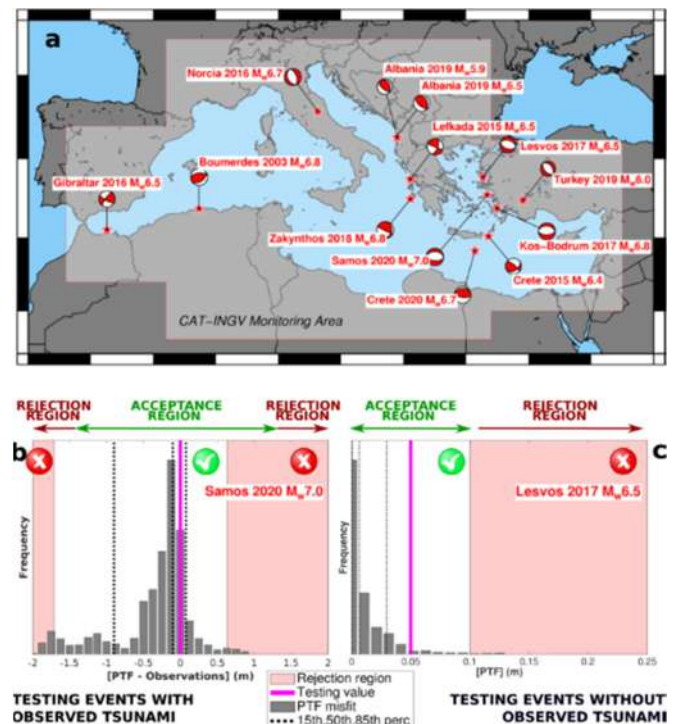 a
Norcia 2016 Mw6.7
Albania 2019 Mw5.9
Albania 2019 Mw6.5
Lefkada 2015 Mw6.5
Lesvos 2017 Mw6.5
Boumerdes 2003 Mw6.8
Gibraltar 2016 Mw6.5
Turkey 2019 Mw6.0
Zakynthos 2018 Mw6.8
Kos-Bodrum 2017 Mw6.8
Samos 2020 Mw7.0
Crete 2015 Mw6.4
Crete 2020 Mw6.7
CAT-INGV Monitoring Area
REJECTION REGION
ACCEPTANCE REGION
REJECTION REGION
ACCEPTANCE REGION
REJECTION REGION
b
Samos 2020 Mw7.0
Frequency
-2 -1.5 -1 -0.5 0 0.5 1 1.5 2
[PTF - Observations] (m)
c
Lesvos 2017 Mw6.5
Frequency
0 0.05 0.1 0.15 0.2 0.25
[PTF] (m)
Rejection region
Testing value
PTF misfit
15th,50th,85th perc
TESTING EVENTS WITH
OBSERVED TSUNAMI
TESTING EVENTS WITHOUT
OBSERVED TSUNAMI